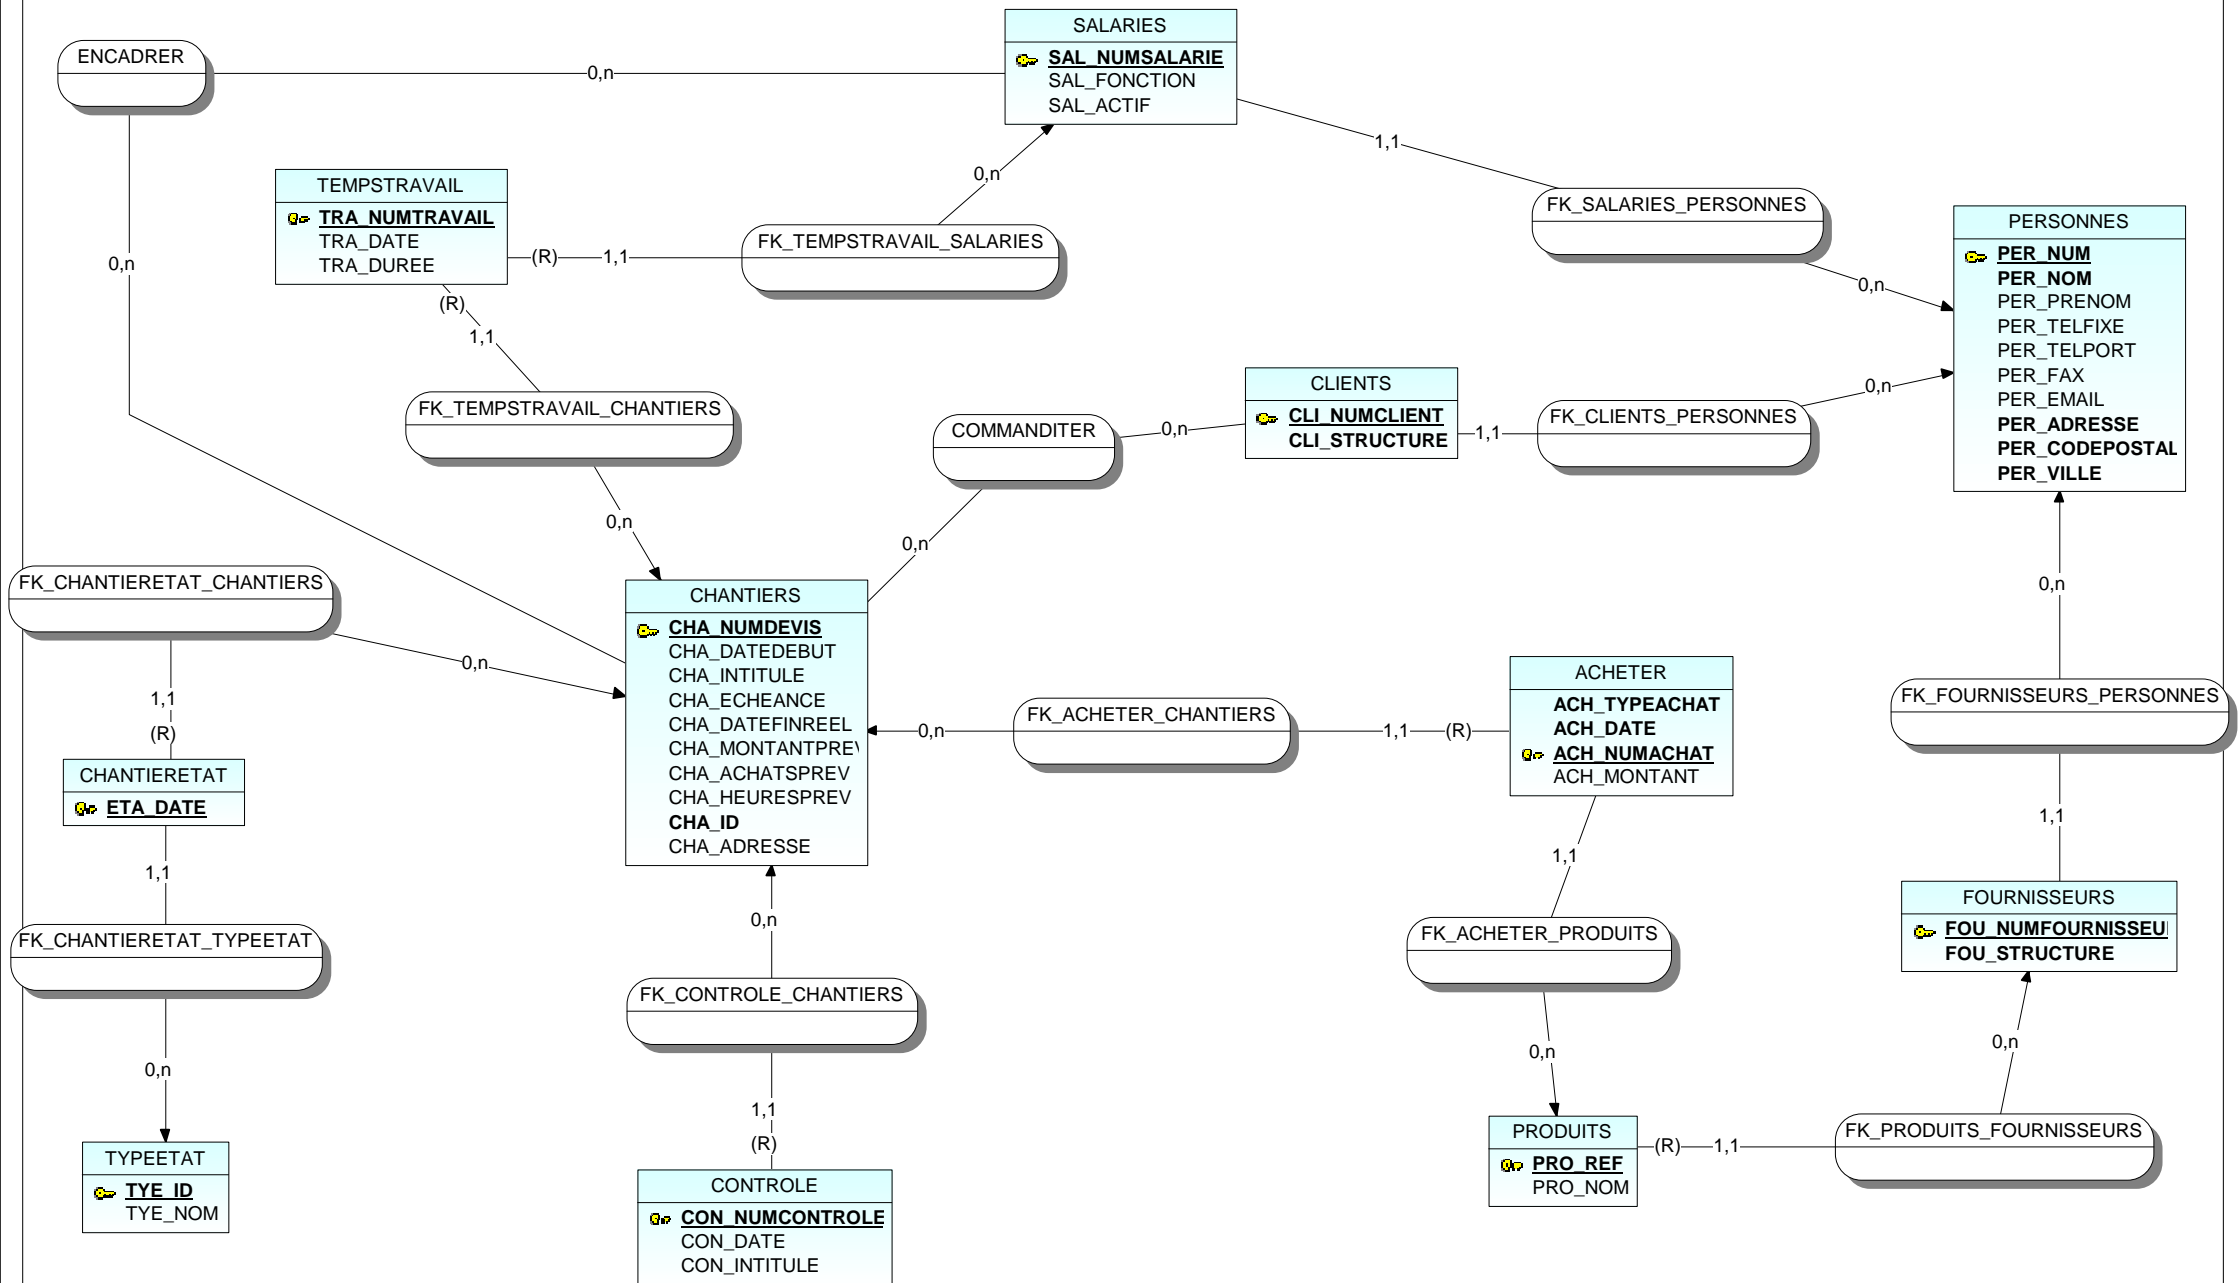 SALARIES
SAL_NUMSALARIE
SAL_FONCTION
SAL_ACTIF
ENCADRER
0,n
0,n
1,1
0,n
TEMPSTRAVAIL
TRA_NUMTRAVAIL
TRA_DATE
TRA_DUREE
FK_SALARIES_PERSONNES
FK_TEMPSTRAVAIL_SALARIES
(R)
1,1
0,n
PERSONNES
PER_NUM
PER_NOM
PER_PRENOM
PER_TELFIXE
PER_TELPORT
PER_FAX
PER_EMAIL
PER_ADRESSE
PER_CODEPOSTAL
PER_VILLE
(R)
1,1
FK_TEMPSTRAVAIL_CHANTIERS
0,n
CLIENTS
CLI_NUMCLIENT
CLI_STRUCTURE
1,1
FK_CLIENTS_PERSONNES
0,n
COMMANDITER
0,n
0,n
FK_CHANTIERETAT_CHANTIERS
0,n
1,1
(R)
CHANTIERS
CHA_NUMDEVIS
CHA_DATEDEBUT
CHA_INTITULE
CHA_ECHEANCE
CHA_DATEFINREEL
CHA_MONTANTPREV
CHA_ACHATSPREV
CHA_HEURESPREV
CHA_ID
CHA_ADRESSE
0,n
FK_ACHETER_CHANTIERS
1,1
(R)
ACHETER
ACH_TYPEACHAT
ACH_DATE
ACH_NUMACHAT
ACH_MONTANT
0,n
FK_FOURNISSEURS_PERSONNES
1,1
CHANTIERETAT
ETA_DATE
1,1
FK_CHANTIERETAT_TYPEETAT
0,n
TYPEETAT
TYE_ID
TYE_NOM
0,n
FK_CONTROLE_CHANTIERS
1,1
(R)
CONTROLE
CON_NUMCONTROLE
CON_DATE
CON_INTITULE
1,1
FK_ACHETER_PRODUITS
0,n
FOURNISSEURS
FOU_NUMFOURNISSEU
FOU_STRUCTURE
0,n
PRODUITS
PRO_REF
PRO_NOM
(R)
1,1
FK_PRODUITS_FOURNISSEURS